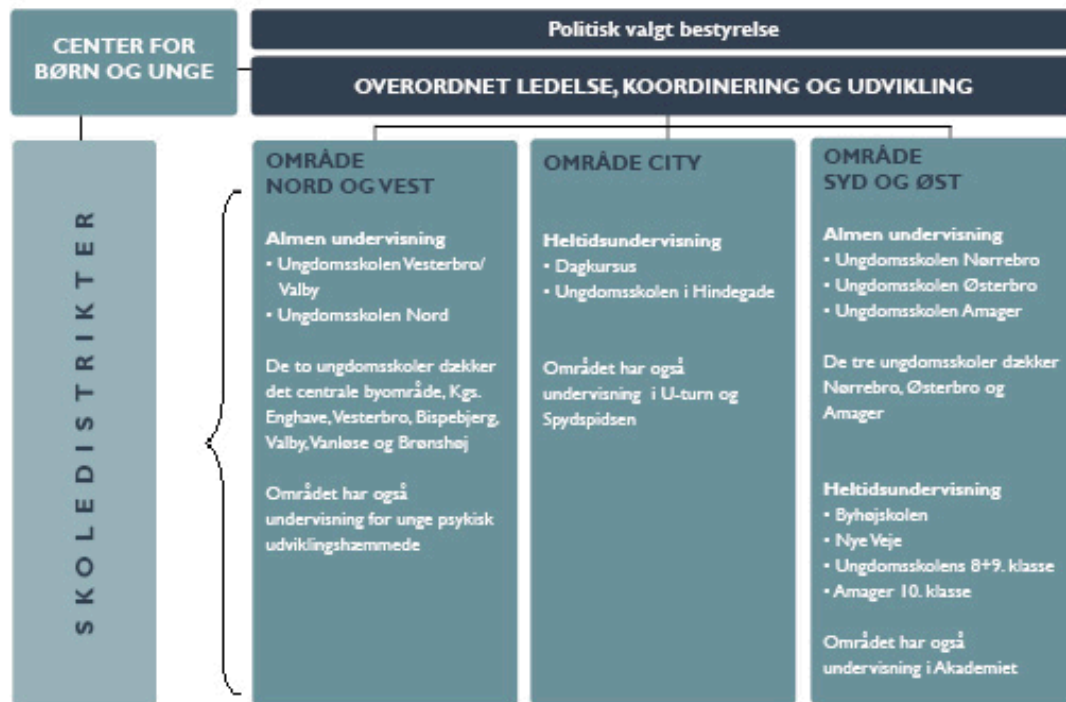 CENTER FOR
BØRN OG UNGE
Politisk valgt bestyrelse
OVERORDNET LEDELSE, KOORDINERING OG UDVIKLING
SKOLEDISTRIKTER
OMRÅDE
NORD OG VEST
Almen undervisning
• Ungdomsskolen Vesterbro/
Valby
• Ungdomsskolen Nord
De to ungdomsskoler dækker
det centrale byområde, Kgs.
Enghave, Vesterbro, Bispebjerg,
Valby, Vanløse og Brønshøj
Området har også
undervisning for unge psykisk
udviklingshæmmede
OMRÅDE CITY
Heltidsundervisning
• Dagkursus
• Ungdomsskolen i Hindegade
Området har også
undervisning i U-turn og
Spydspidsen
OMRÅDE
SYD OG ØST
Almen undervisning
• Ungdomsskolen Nørrebro
• Ungdomsskolen Østerbro
• Ungdomsskolen Amager
De tre ungdomsskoler dækker
Nørrebro, Østerbro og
Amager
Heltidsundervisning
• Byhøjskolen
• Nye Veje
• Ungdomsskolens 8+9. klasse
• Amager 10. klasse
Området har også
undervisning i Akademiet